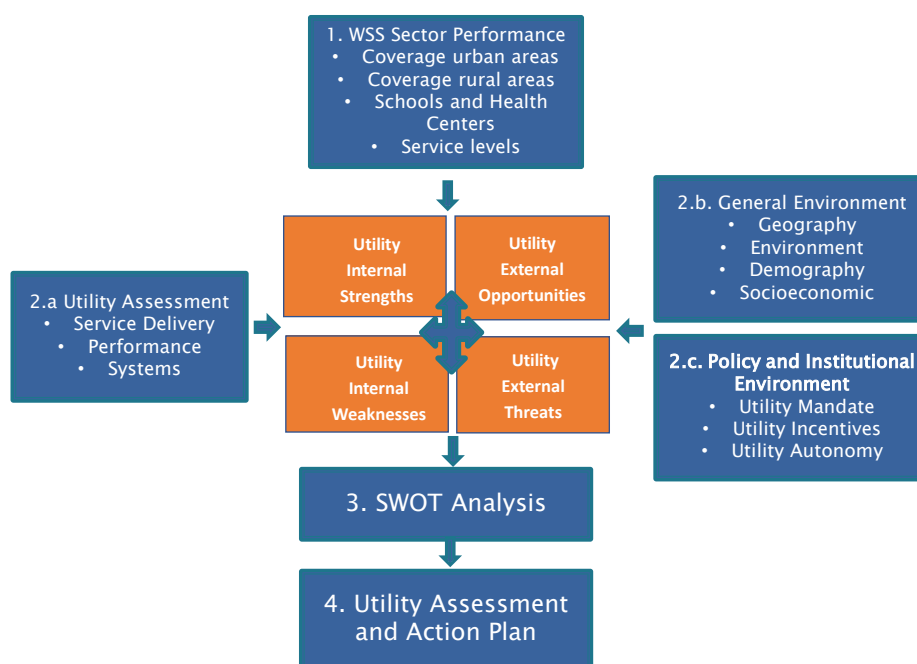 1. WSS Sector Performance
• Coverage urban areas
• Coverage rural areas
• Schools and Health
Centers
• Service levels
2.b. General Environment
• Geography
• Environment
• Demography
• Socioeconomic
Utility
Internal
Strengths
Utility
External
Opportunities
2.a Utility Assessment
• Service Delivery
• Performance
• Systems
Utility
Internal
Weaknesses
Utility
External
Threats
2.c. Policy and Institutional
Environment
• Utility Mandate
• Utility Incentives
• Utility Autonomy
3. SWOT Analysis
4. Utility Assessment
and Action Plan